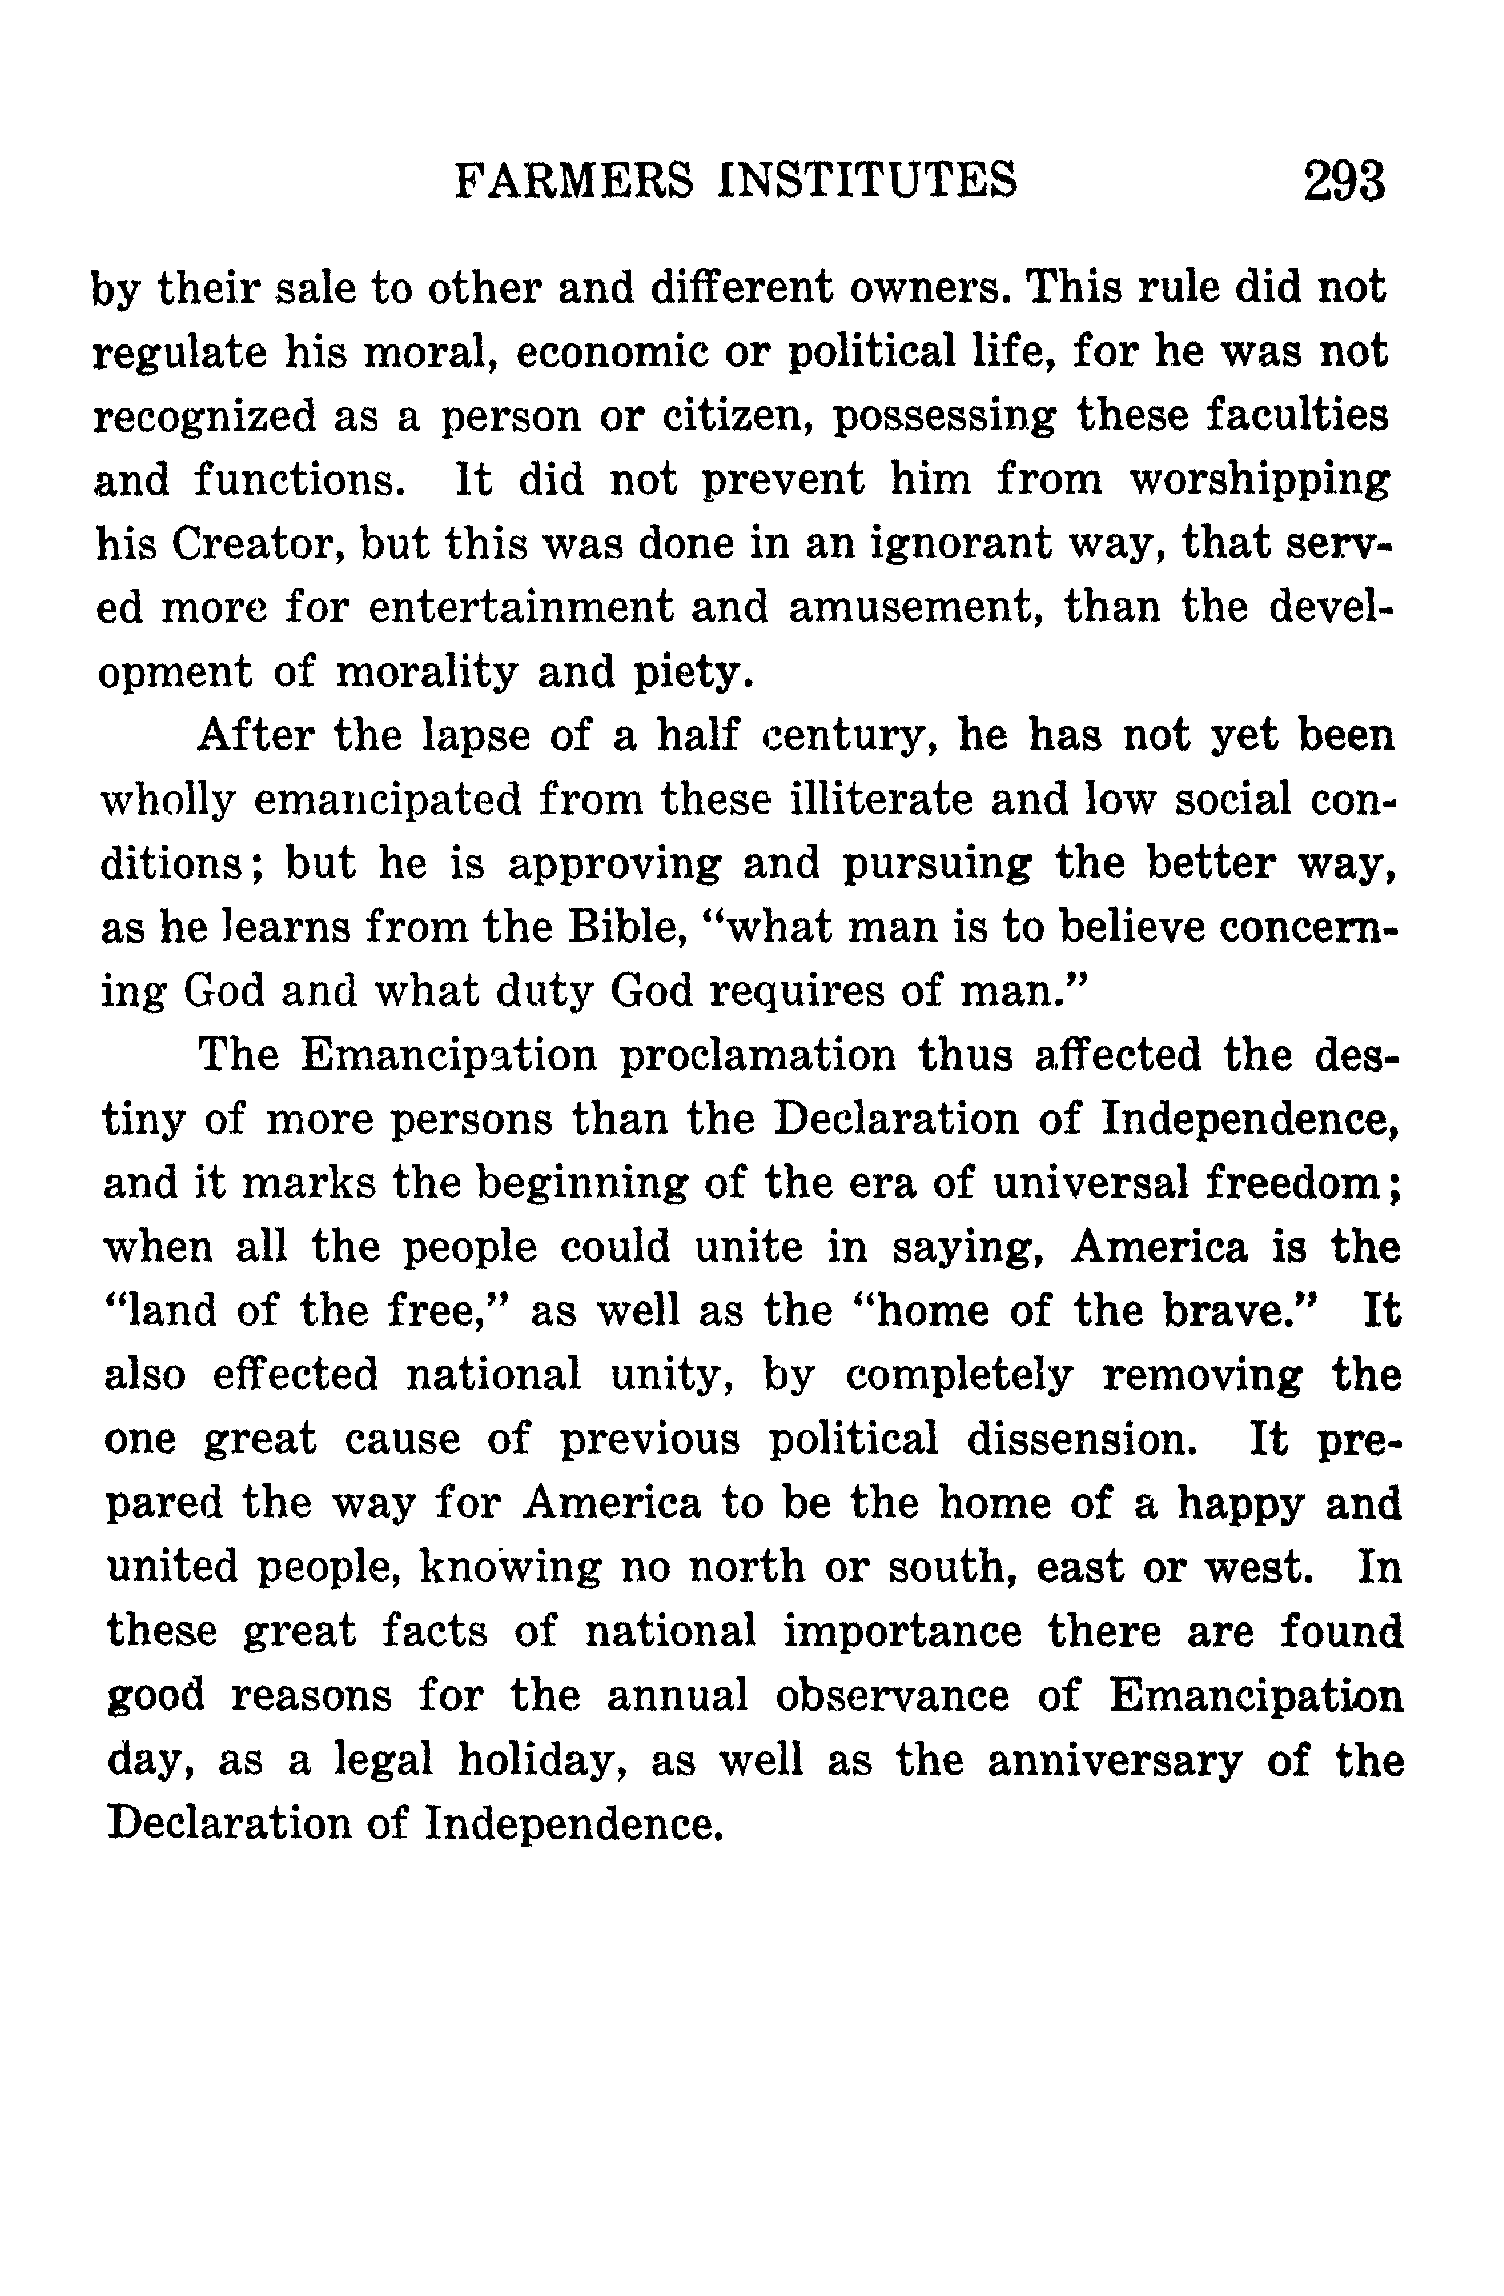 FARMERS INSTITUTES 293
by their sale to other and different owners. This rule did not
regulate his moral, economic or political life, for he was not
recognized as a person or citizen, possessing these faculties
and functions. It did not prevent him from worshipping
his Creator, but this was done in an ignorant way, that serv-
ed more for entertainment and amusement, than the devel-
opment of morality and piety.
After the lapse of a half century, he has not yet been
wholly emancipated from these illiterate and low social con-
ditions; but he is approving and pursuing the better way,
as he learns from the Bible, “what man is to believe concern-
ing God and what duty God requires of man.”
The Emancipation proclamation thus affected the des-
tiny of more persons than the Declaration of Independence,
and it marks the beginning of the era of universal freedom;
when all the people could unite in saying, America is the
“land of the free,” as well as the “home of the brave.” It
also effected national unity, by completely removing the
one great cause of previous political dissension. It pre-
pared the way for America to be the home of a happy and
united people, knowing no north or south, east or west. In
these great facts of national importance there are found
good reasons for the annual observance of Emancipation
day, as a legal holiday, as well as the anniversary of the
Declaration of Independence.